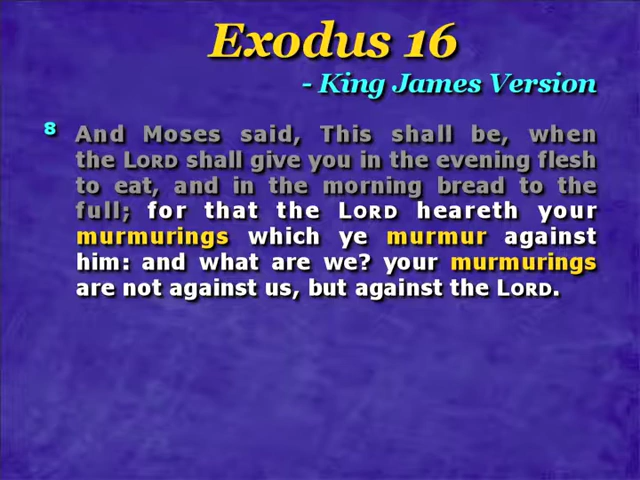 Exodus 16
- King James Version
8 And Moses said, This shall be, when
the LORD shall give you in the evening flesh
to eat, and in the morning bread to the
full; for that the LORD heareth your
murmurings which ye murmur against
him: and what are we? your murmurings
are not against us, but against the LORD.